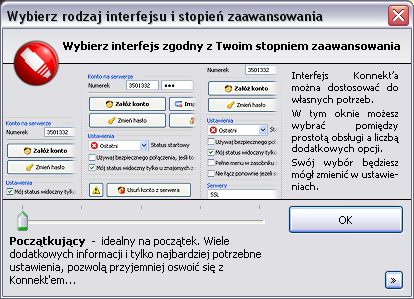 Wybierz rodzaj interfejsu i stopień zaawansowania
Wybierz interfejs zgodny z Twoim stopniem zaawansowania
Konto na serwerze
Numerek 3501332
Załóż konto
Zmień hasło
Ustawienia
Mój status widoczny tylko
Konto na serwerze
Numerek 3501332 •••
Załóż konto
Zmień hasło
Ustawienia
Ostatni Status startowy
Używaj bezpiecznego połączenia, jeśli to
Mój status widoczny tylko u znajomych z
Usuń konto z serwera
Numerek 3501332
Załóż konto
Zmień hasło
Ustawienia
Ostatni
Używaj bezpiecznego
Mój status widoczny
Pełne menu w zasobniku
Nie łącz ponownie jeżeli s
Serwery
SSL
Interfejs Konnekt'a
można dostosować do
własnych potrzeb.
W tym oknie możesz
wybrać pomiędzy
prostotą obsługi a liczbą
dodatkowych opcji.
Swój wybór będziesz
mógł zmienić w ustawie-
niach.
OK
Początkujący - idealny na początek. Wiele
dodatkowych informacji i tylko najbardziej potrzebne
ustawienia, pozwolą przyjemniej oswoić się z
Konnekt'em...
»